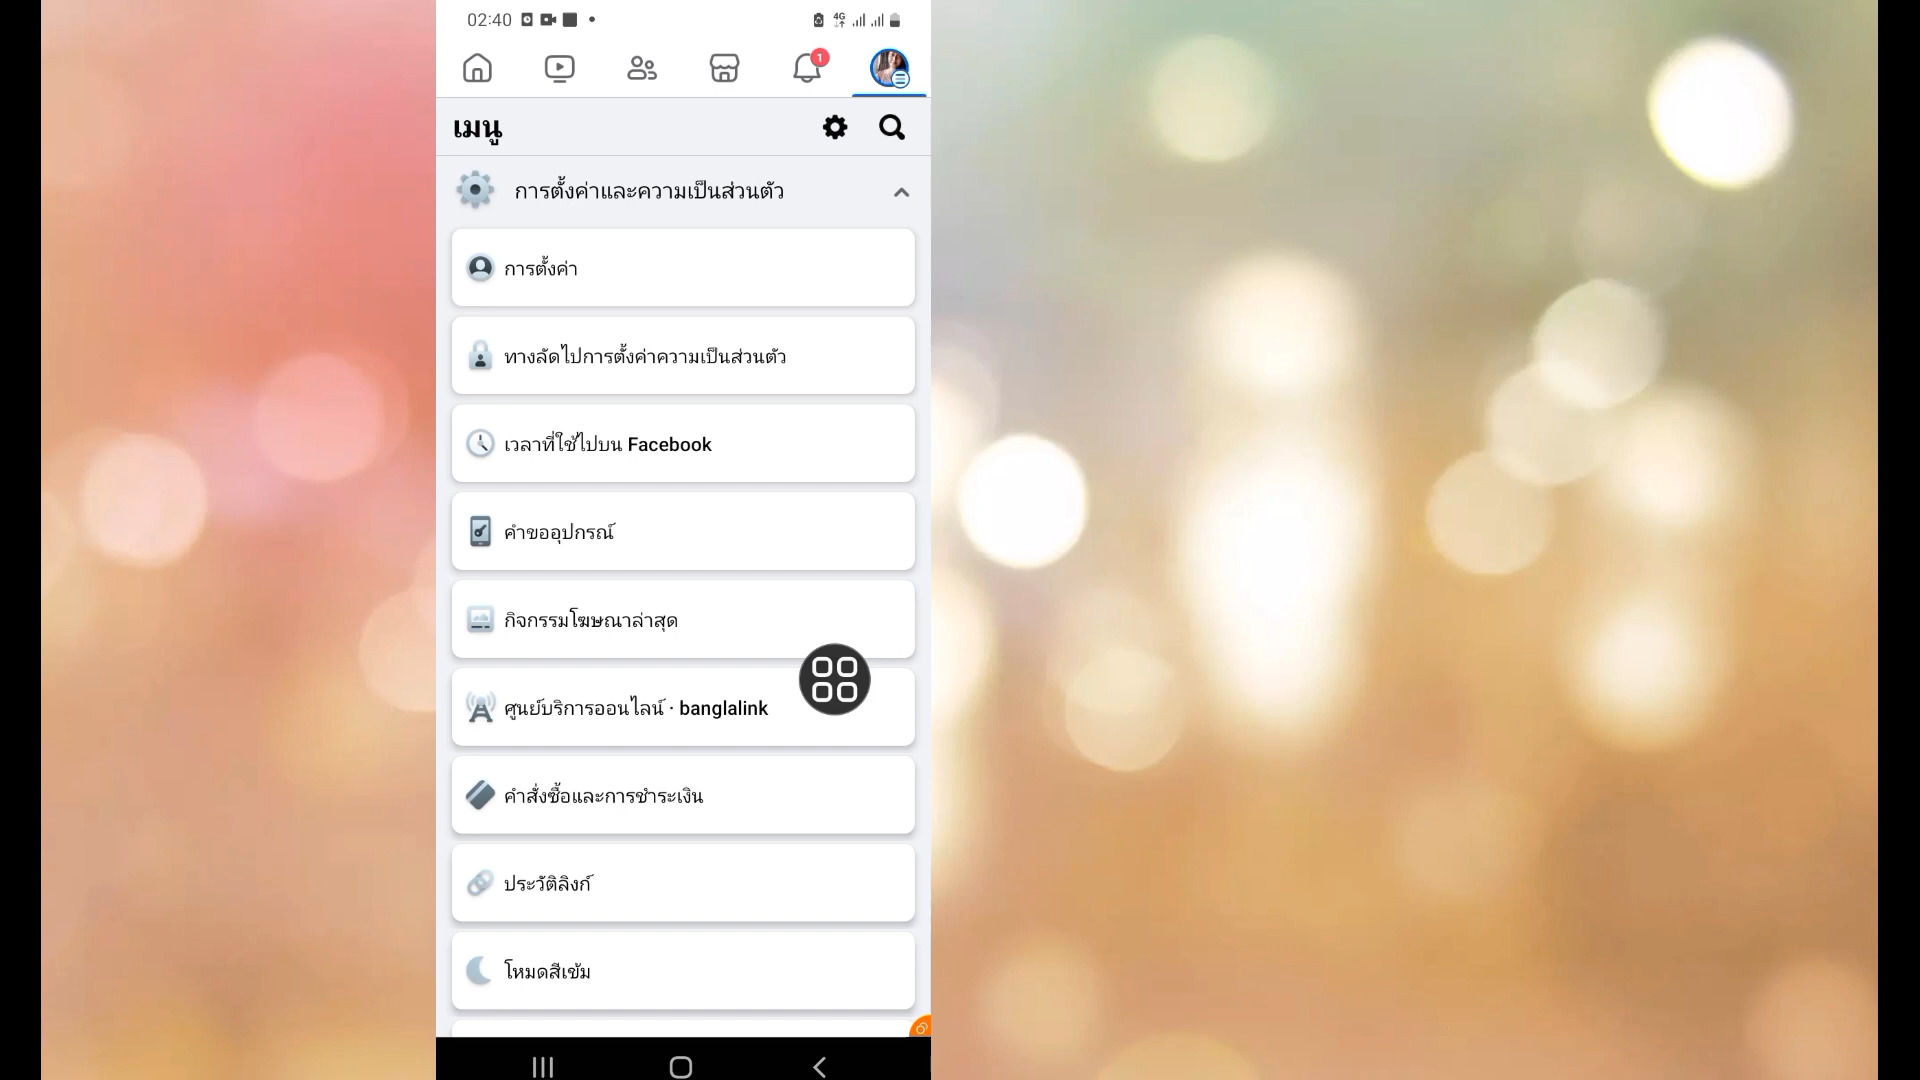 02:40
4G
1
เมนู
การตั้งค่าและความเป็นส่วนตัว
การตั้งค่า
ทางลัดไปการตั้งค่าความเป็นส่วนตัว
เวลาที่ใช้ไปบน Facebook
คำขออุปกรณ์
กิจกรรมโฆษณาล่าสุด
ศูนย์บริการออนไลน์ · banglalink
คำสั่งซื้อและการชำระเงิน
ประวัติลิงก์
โหมดสีเข้ม